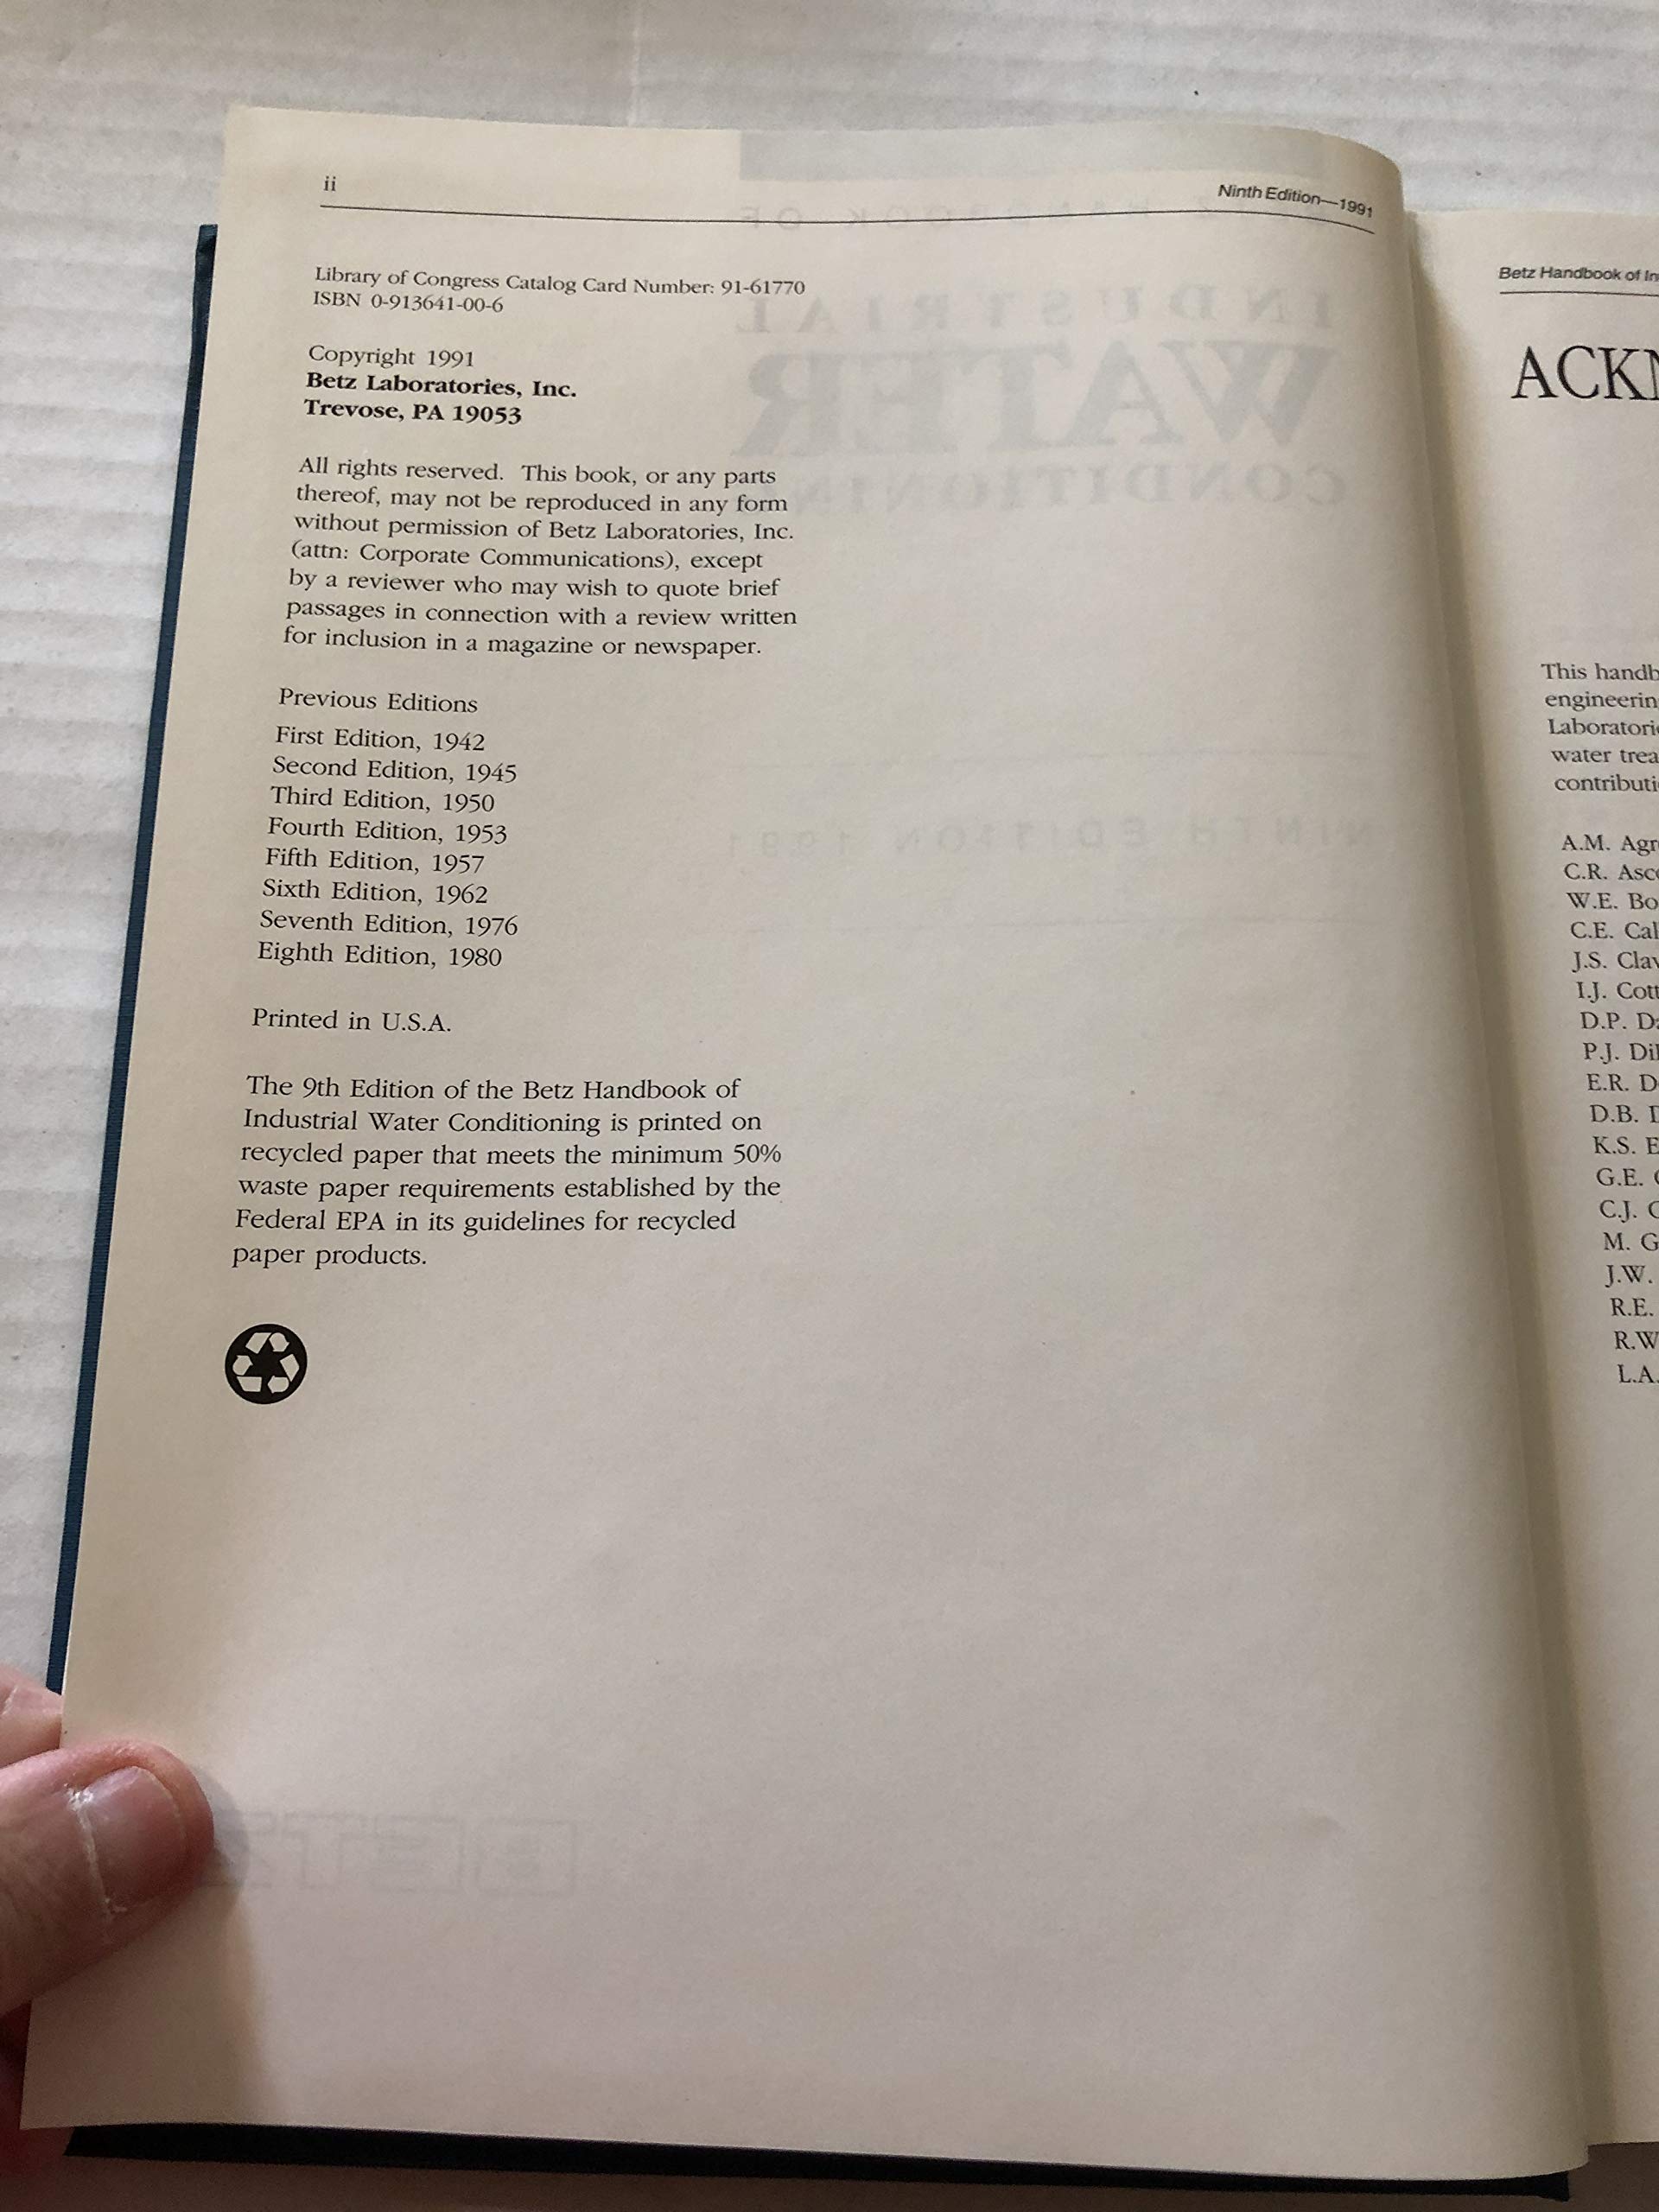 ii
Ninth Edition—1991
Library of Congress Catalog Card Number: 91-61770
ISBN 0-913641-00-6
Copyright 1991
Betz Laboratories, Inc.
Trevose, PA 19053
All rights reserved. This book, or any parts
thereof, may not be reproduced in any form
without permission of Betz Laboratories, Inc.
(attn: Corporate Communications), except
by a reviewer who may wish to quote brief
passages in connection with a review written
for inclusion in a magazine or newspaper.
Previous Editions
First Edition, 1942
Second Edition, 1945
Third Edition, 1950
Fourth Edition, 1953
Fifth Edition, 1957
Sixth Edition, 1962
Seventh Edition, 1976
Eighth Edition, 1980
Printed in U.S.A.
The 9th Edition of the Betz Handbook of
Industrial Water Conditioning is printed on
recycled paper that meets the minimum 50%
waste paper requirements established by the
Federal EPA in its guidelines for recycled
paper products.
Betz Handbook of
This
water
A.M.
C.R.
W.E.
C.E.
J.S.
I.J.
D.P.
P.J.
E.R.
D.B.
K.S.
G.E.
C.J.
M.
J.W.
R.E.
L.A.